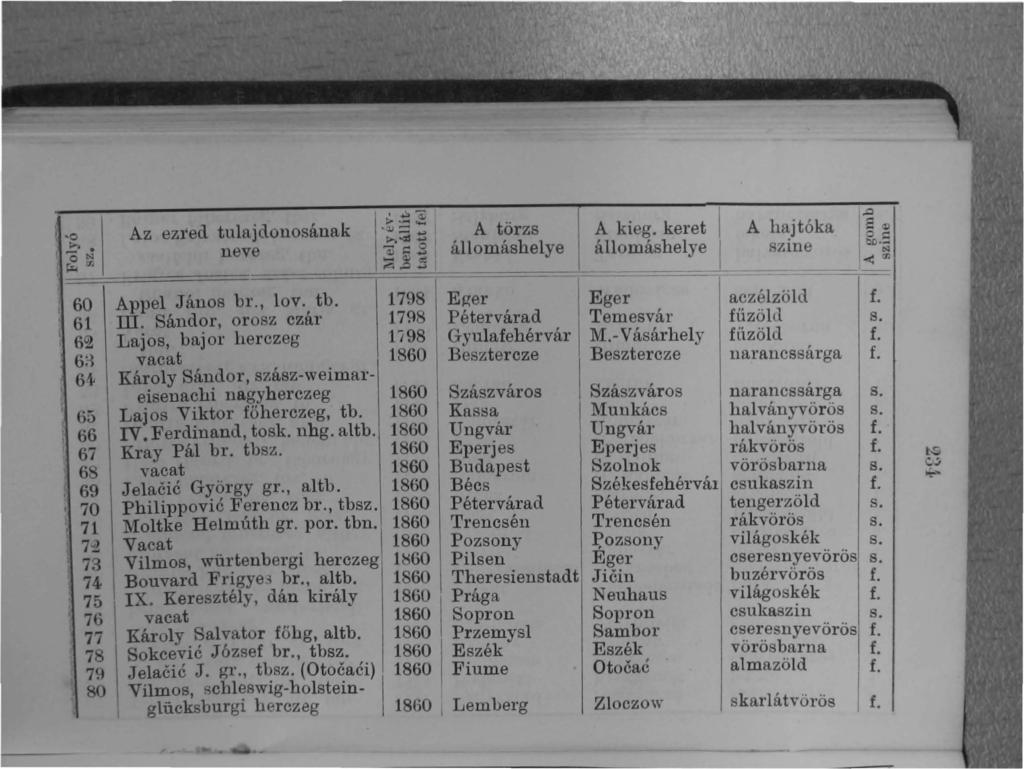 Folyó sz. | Az ezred tulajdonosának neve | Mely évben állíttatott fel | A törzs állomáshelye | A kieg. keret állomáshelye | A hajtóka szine | A gomb szine
60 Appel János br., lov. tb. 1798 Eger Eger aczélzöld f.
61 III. Sándor, orosz czár 1798 Pétervárad Temesvár fűzöld s.
62 Lajos, bajor herczeg 1798 Gyulafehérvár M.-Vásárhely fűzöld f.
63 vacat 1860 Besztercze Besztercze narancssárga f.
64 Károly Sándor, szász-weimar-
eisenachi nagyherczeg 1860 Szászváros Szászváros narancssárga s.
65 Lajos Viktor főherczeg, tb. 1860 Kassa Munkács halványvörös s.
66 IV. Ferdinand, tosk. nhg. altb. 1860 Ungvár Ungvár halványvörös f.
67 Kray Pál br. tbsz. 1860 Eperjes Eperjes rákvörös f.
68 vacat 1860 Budapest Szolnok vörösbarna s.
69 Jelačić György gr., altb. 1860 Bécs Székesfehérvár csukaszin f.
70 Philippović Ferencz br., tbsz. 1860 Pétervárad Pétervárad tengerzöld s.
71 Moltke Helmúth gr. por. tbn. 1860 Trencsén Trencsén rákvörös s.
72 Vacat 1860 Pozsony Pozsony világoskék s.
73 Vilmos, würtenbergi herczeg 1860 Pilsen Éger cseresnyevörös s.
74 Bouvard Frigyes br., altb. 1860 Theresienstadt Jičin buzérvörös f.
75 IX. Keresztély, dán király 1860 Prága Neuhaus világoskék f.
76 vacat 1860 Sopron Sopron csukaszin s.
77 Károly Salvator főhg, altb. 1860 Przemysl Sambor cseresnyevörös f.
78 Sokcević József br., tbsz. 1860 Eszék Eszék vörösbarna f.
79 Jelačić J. gr., tbsz. (Otočaći) 1860 Fiume Otočać almazöld f.
80 Vilmos, schleswig-holstein-
glücksburgi herczeg 1860 Lemberg Zloczow skarlátvörös f.
234